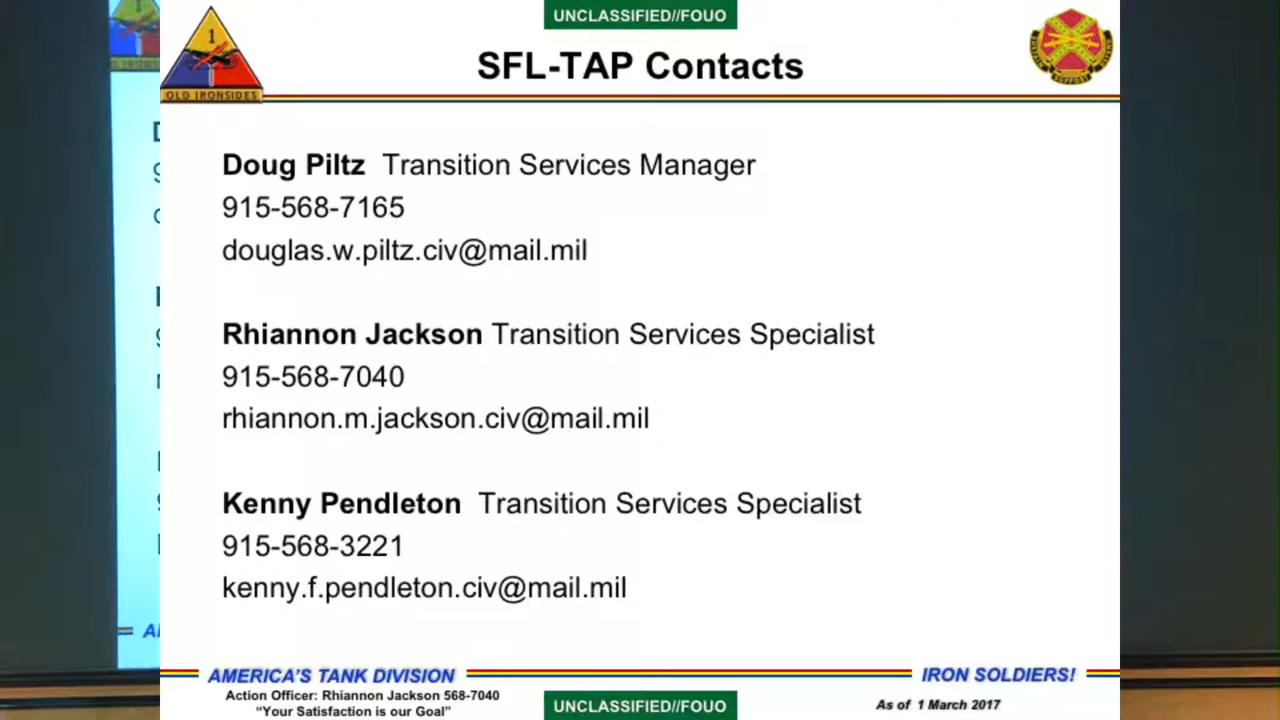 UNCLASSIFIED//FOUO
1
OLD IRONSIDES
SFL-TAP Contacts
SUPPORT
Doug Piltz Transition Services Manager
915-568-7165
douglas.w.piltz.civ@mail.mil
Rhiannon Jackson Transition Services Specialist
915-568-7040
rhiannon.m.jackson.civ@mail.mil
Kenny Pendleton Transition Services Specialist
915-568-3221
kenny.f.pendleton.civ@mail.mil
AMERICA'S TANK DIVISION
IRON SOLDIERS!
Action Officer: Rhiannon Jackson 568-7040
“Your Satisfaction is our Goal”
UNCLASSIFIED//FOUO
As of 1 March 2017